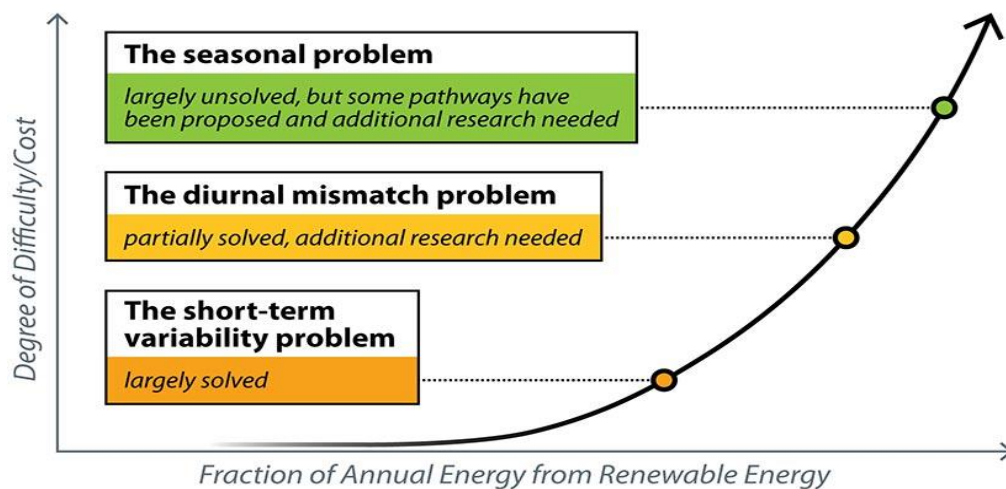 The seasonal problem
largely unsolved, but some pathways have
been proposed and additional research needed
The diurnal mismatch problem
partially solved, additional research needed
The short-term
variability problem
largely solved
Degree of Difficulty/Cost
Fraction of Annual Energy from Renewable Energy